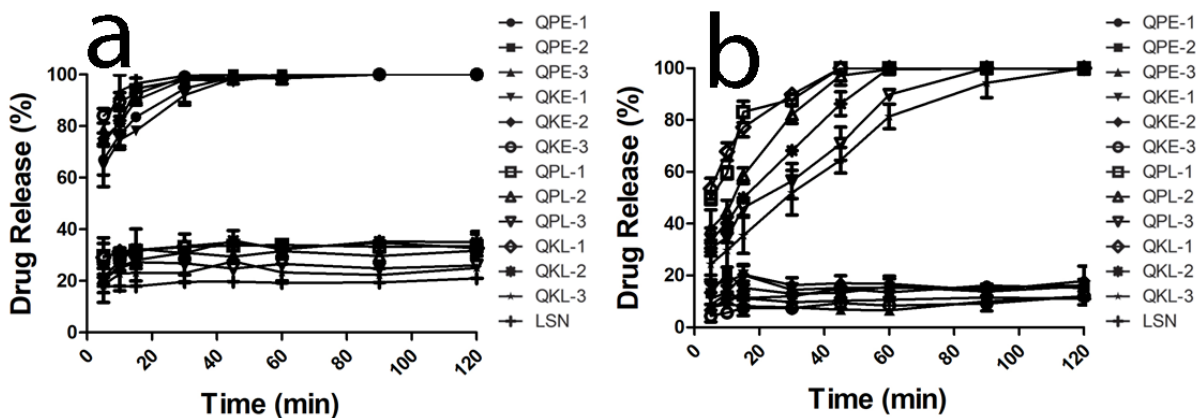 a
Drug Release (%)
100
80
60
40
20
0
0 20 40 60 80 100 120
Time (min)
QPE-1
QPE-2
QPE-3
QKE-1
QKE-2
QKE-3
QPL-1
QPL-2
QPL-3
QKL-1
QKL-2
QKL-3
LSN
b
Drug Release (%)
100
80
60
40
20
0
0 20 40 60 80 100 120
Time (min)
QPE-1
QPE-2
QPE-3
QKE-1
QKE-2
QKE-3
QPL-1
QPL-2
QPL-3
QKL-1
QKL-2
QKL-3
LSN